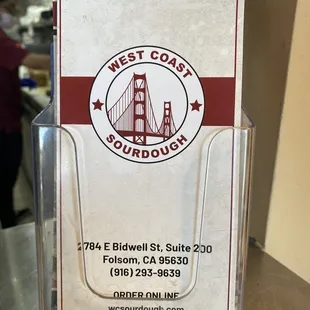 WEST COAST
SOURDOUGH
2784 E Bidwell St, Suite 200
Folsom, CA 95630
(916) 293-9639
ORDER ONLINE
wcsourdough.com